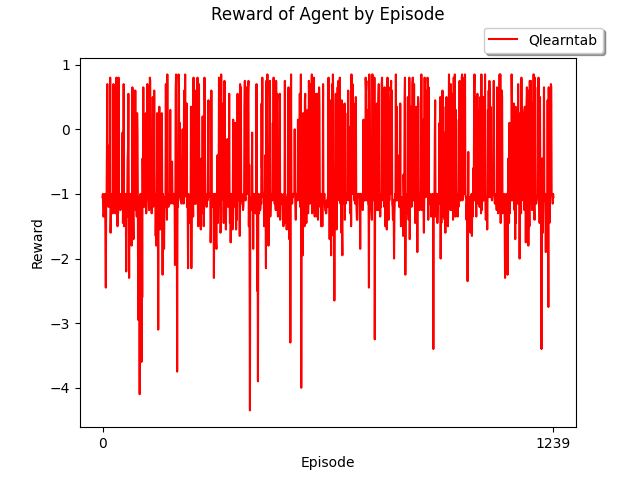 Reward of Agent by Episode
Qlearntab
1
0
−1
−2
−3
−4
Reward
0
1239
Episode